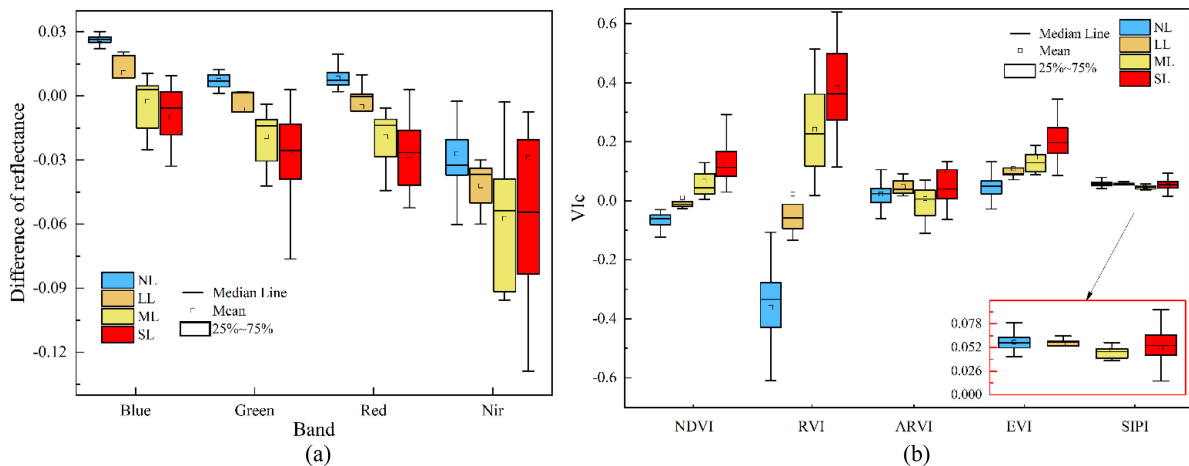 (a)
Difference of reflectance
0.03
0.00
-0.03
-0.06
-0.09
-0.12
NL
LL
ML
SL
Median Line
Mean
25%~75%
Blue
Green
Red
Nir
Band
(a)
VIc
0.6
0.4
0.2
0.0
-0.2
-0.4
-0.6
Median Line
Mean
25%~75%
NL
LL
ML
SL
0.078
0.052
0.026
0.000
NDVI
RVI
ARVI
EVI
SIPI
(b)